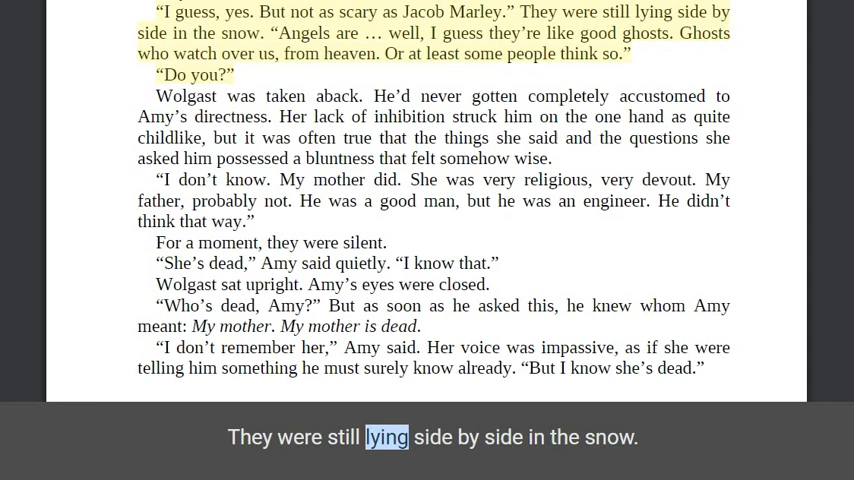 “I guess, yes. But not as scary as Jacob Marley.” They were still lying side by
side in the snow. “Angels are … well, I guess they’re like good ghosts. Ghosts
who watch over us, from heaven. Or at least some people think so.”
“Do you?”
Wolgast was taken aback. He’d never gotten completely accustomed to
Amy’s directness. Her lack of inhibition struck him on the one hand as quite
childlike, but it was often true that the things she said and the questions she
asked him possessed a bluntness that felt somehow wise.
“I don’t know. My mother did. She was very religious, very devout. My
father, probably not. He was a good man, but he was an engineer. He didn’t
think that way.”
For a moment, they were silent.
“She’s dead,” Amy said quietly. “I know that.”
Wolgast sat upright. Amy’s eyes were closed.
“Who’s dead, Amy?” But as soon as he asked this, he knew whom Amy
meant: My mother. My mother is dead.
“I don’t remember her,” Amy said. Her voice was impassive, as if she were
telling him something he must surely know already. “But I know she’s dead.”
They were still lying side by side in the snow.